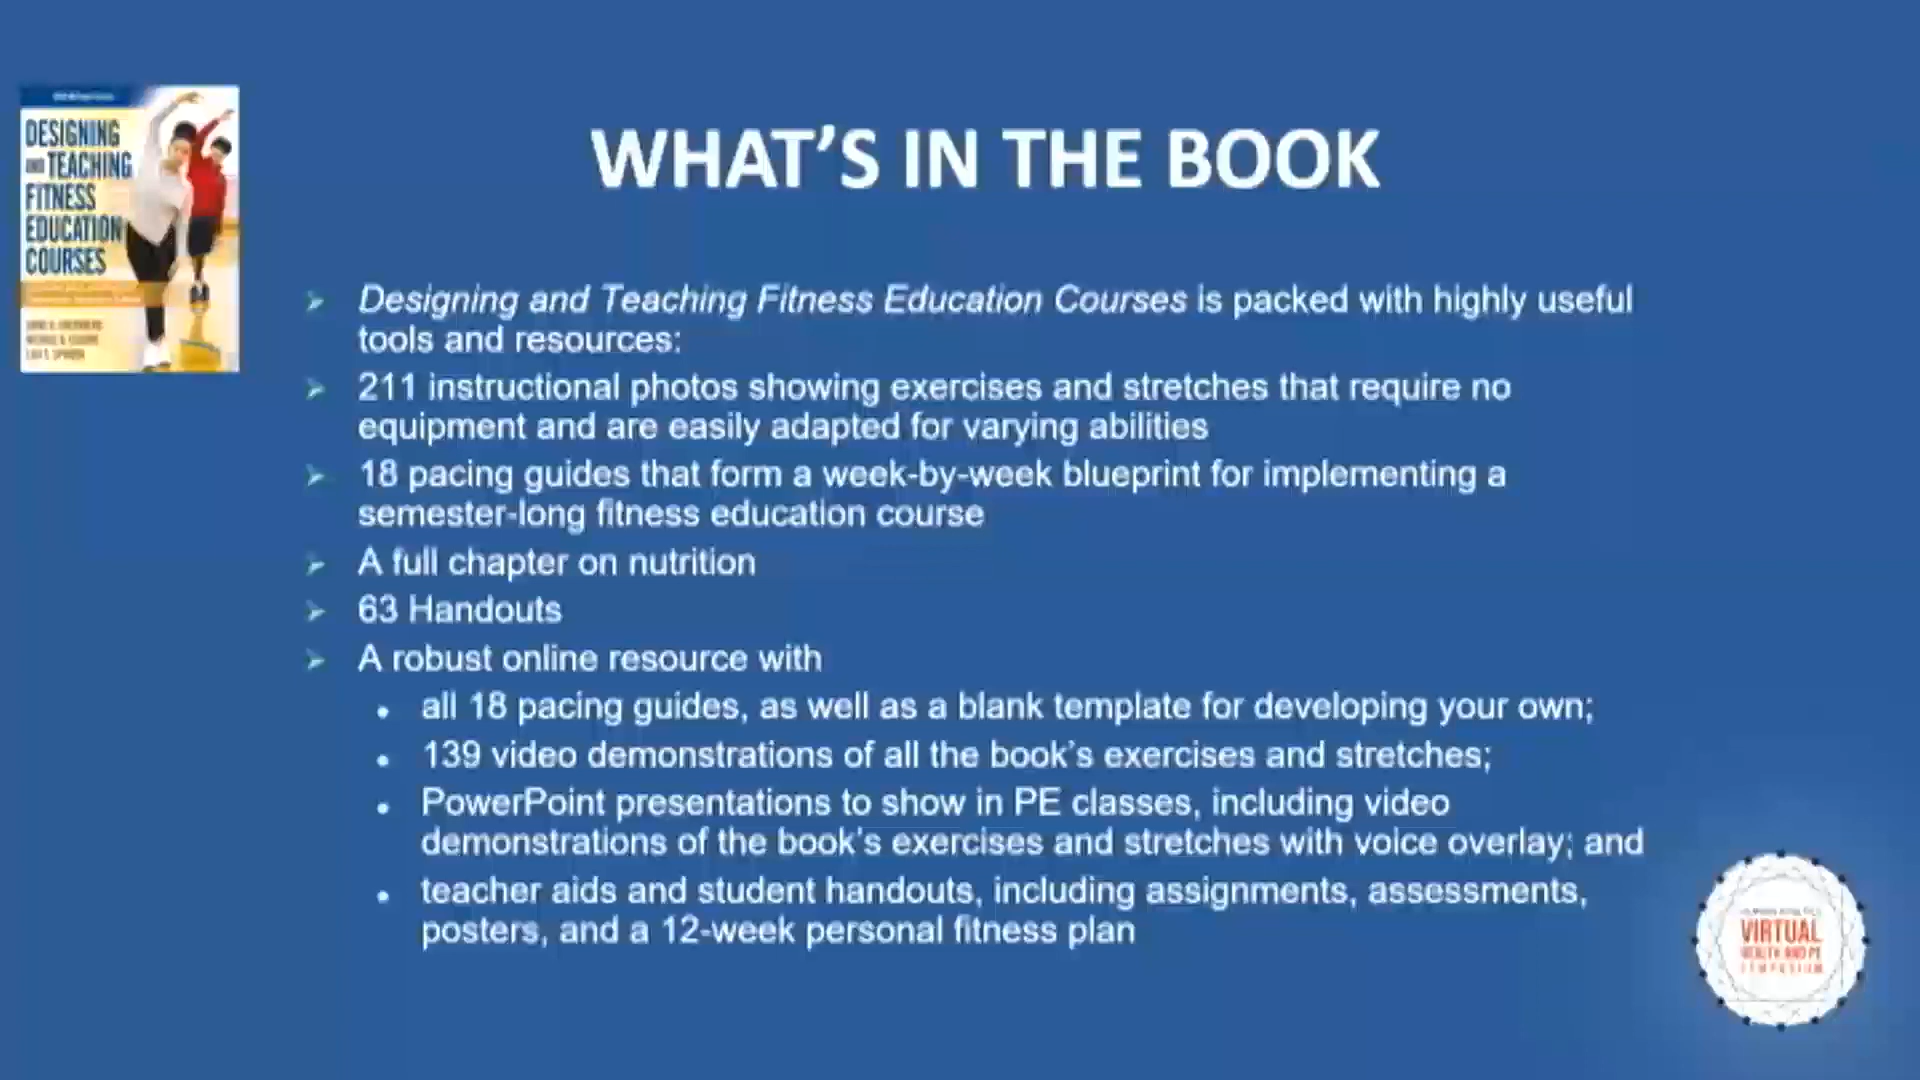 DESIGNING
AND TEACHING
FITNESS
EDUCATION
COURSES
WHAT'S IN THE BOOK
Designing and Teaching Fitness Education Courses is packed with highly useful
tools and resources:
211 instructional photos showing exercises and stretches that require no
equipment and are easily adapted for varying abilities
18 pacing guides that form a week-by-week blueprint for implementing a
semester-long fitness education course
A full chapter on nutrition
63 Handouts
A robust online resource with
all 18 pacing guides, as well as a blank template for developing your own;
139 video demonstrations of all the book's exercises and stretches;
PowerPoint presentations to show in PE classes, including video
demonstrations of the book's exercises and stretches with voice overlay; and
teacher aids and student handouts, including assignments, assessments,
posters, and a 12-week personal fitness plan
VIRTUAL
HEALTH AND PE
SYMPOSIUM